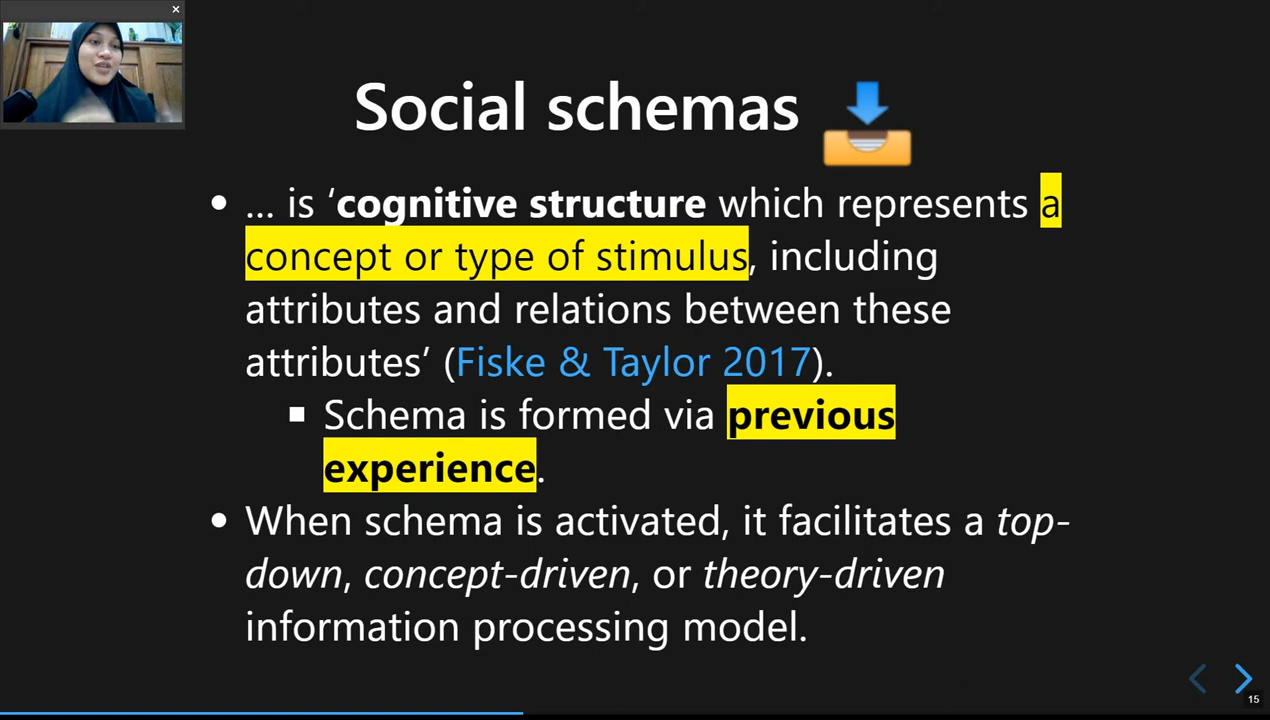 Social schemas
… is ‘cognitive structure which represents a
concept or type of stimulus, including
attributes and relations between these
attributes’ (Fiske & Taylor 2017).
Schema is formed via previous
experience.
When schema is activated, it facilitates a top-
down, concept-driven, or theory-driven
information processing model.
15